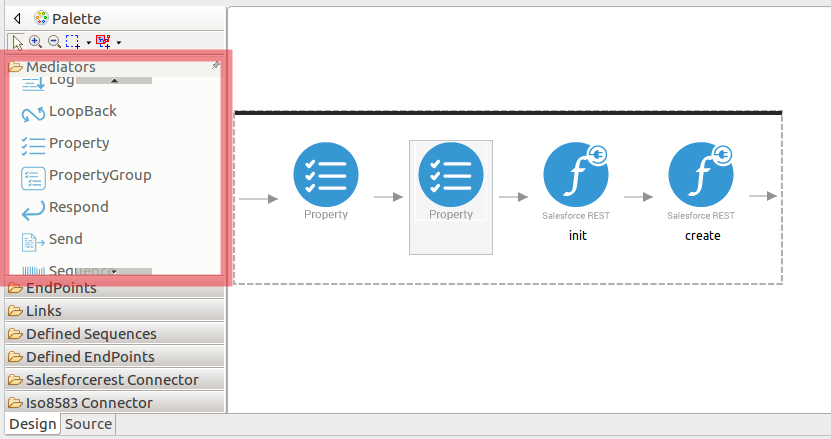 Palette
Mediators
Log
LoopBack
Property
PropertyGroup
Respond
Send
Sequence
EndPoints
Links
Defined Sequences
Defined EndPoints
Salesforcerest Connector
Iso8583 Connector
Design Source
Property
Property
Salesforce REST
init
Salesforce REST
create